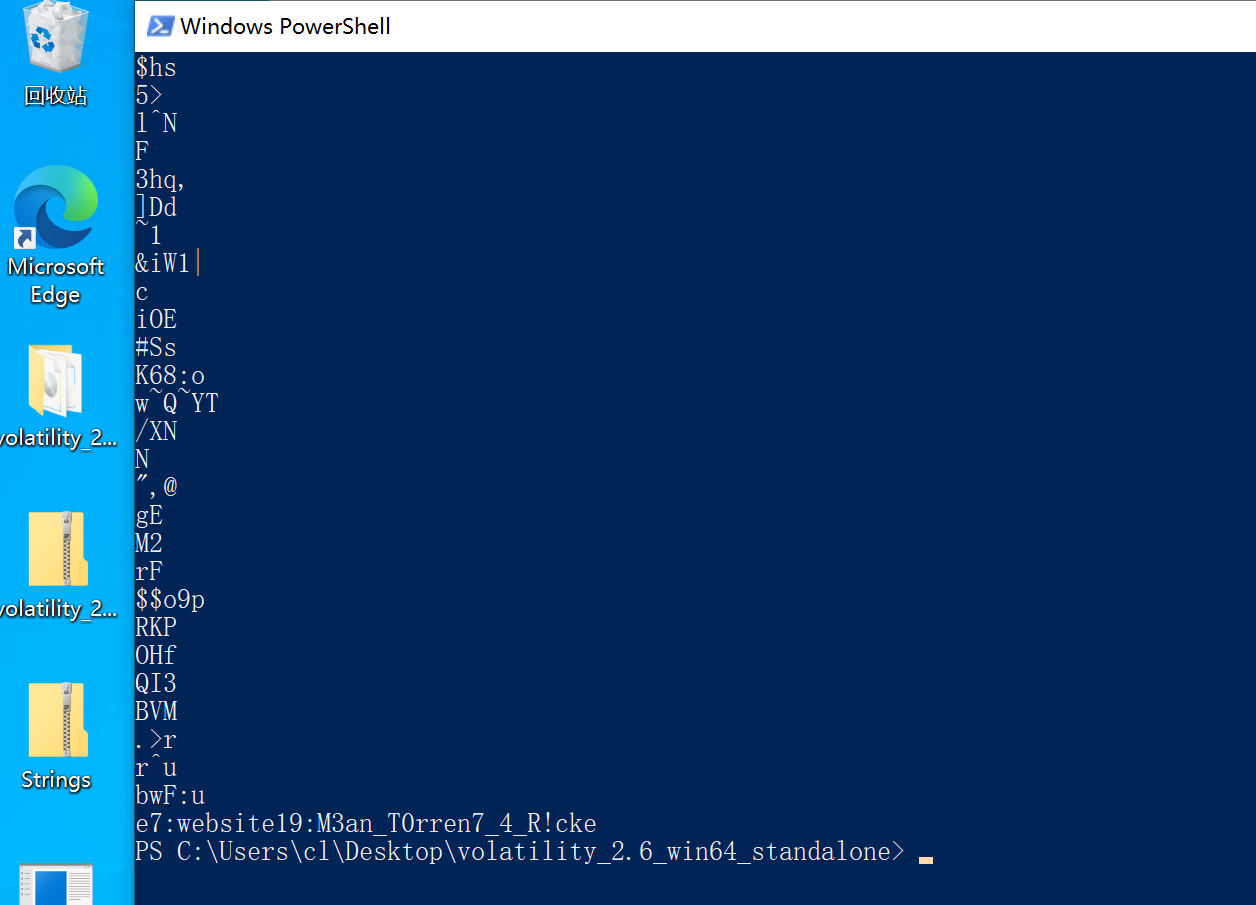 回收站
Microsoft
Edge
volatility_2...
volatility_2...
Strings
Windows PowerShell
$hs
5>
l^N
F
3hq,
]Dd
~1
&iW1|
c
iOE
#Ss
K68:o
w~Q~YT
/XN
N
",@
gE
M2
rF
$$o9p
RKP
OHf
QI3
BVM
.>r
r^u
bwF:u
e7:website19:M3an_T0rren7_4_R!cke
PS C:\Users\cl\Desktop\volatility_2.6_win64_standalone>